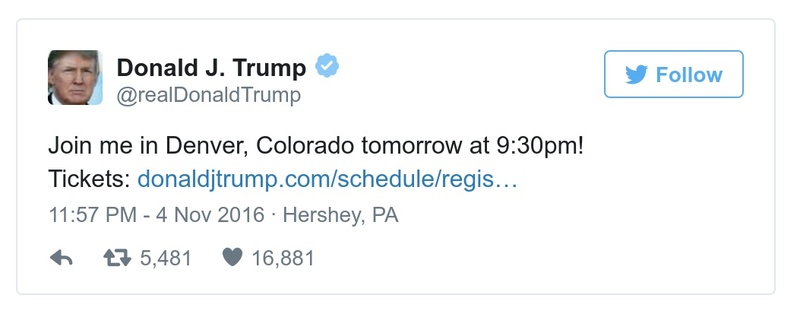 Donald J. Trump
@realDonaldTrump
Follow
Join me in Denver, Colorado tomorrow at 9:30pm!
Tickets: donaldjtrump.com/schedule/regis…
11:57 PM - 4 Nov 2016 · Hershey, PA
5,481 16,881